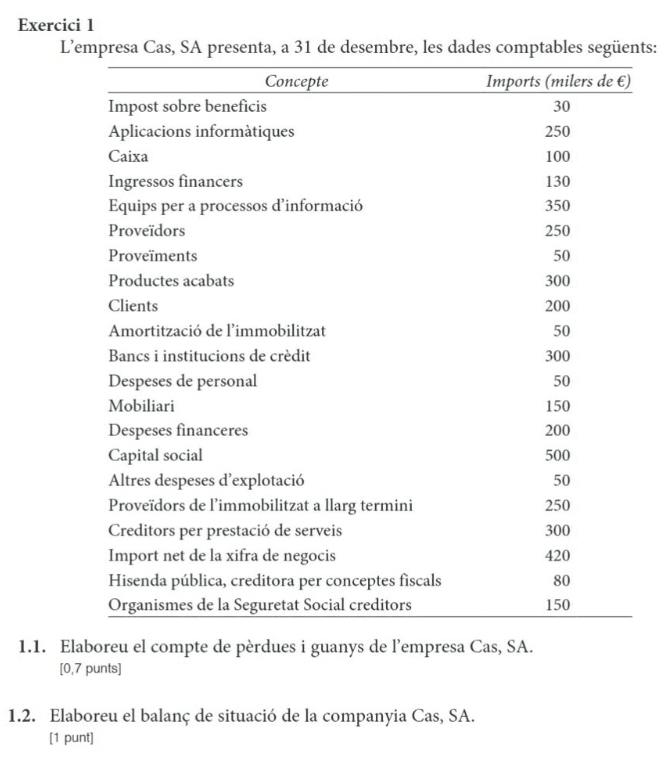 Exercici 1
L’empresa Cas, SA presenta, a 31 de desembre, les dades comptables següents:
Concepte Imports (milers de €)
Impost sobre beneficis 30
Aplicacions informàtiques 250
Caixa 100
Ingressos financers 130
Equips per a processos d’informació 350
Proveïdors 250
Proveïments 50
Productes acabats 300
Clients 200
Amortització de l’immobilitzat 50
Bancs i institucions de crèdit 300
Despeses de personal 50
Mobiliari 150
Despeses financeres 200
Capital social 500
Altres despeses d’explotació 50
Proveïdors de l’immobilitzat a llarg termini 250
Creditors per prestació de serveis 300
Import net de la xifra de negocis 420
Hisenda pública, creditora per conceptes fiscals 80
Organismes de la Seguretat Social creditors 150
1.1. Elaboreu el compte de pèrdues i guanys de l’empresa Cas, SA.
[0,7 punts]
1.2. Elaboreu el balanç de situació de la companyia Cas, SA.
[1 punt]